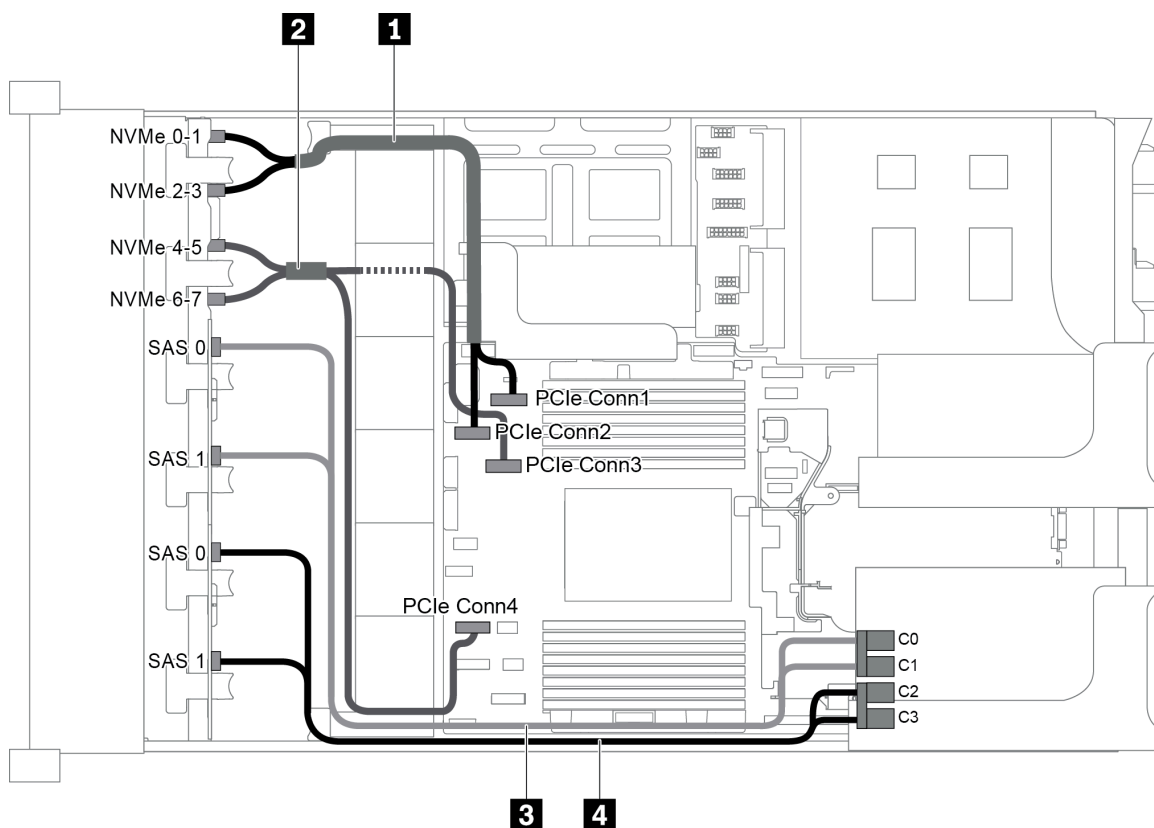 2 1
NVMe 0-1
NVMe 2-3
NVMe 4-5
NVMe 6-7
SAS 0
PCIe Conn1
PCIe Conn2
SAS 1
PCIe Conn3
SAS 0
PCIe Conn4
C0
SAS 1
C1
C2
C3
3 4